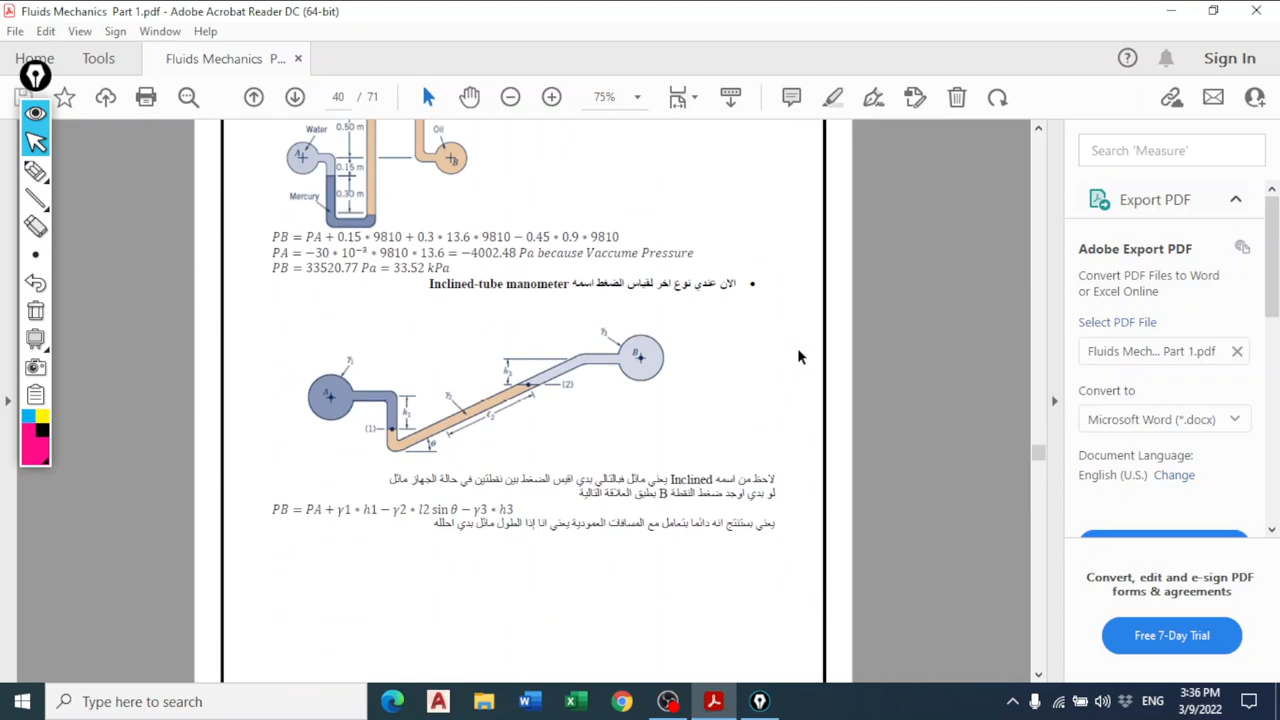 Fluids Mechanics Part 1.pdf - Adobe Acrobat Reader DC (64-bit)
File Edit View Sign Window Help
Home Tools Fluids Mechanics P... ×
40 / 71 75%
Sign In
Water 0.50 m Oil
A B
0.15 m
Mercury 0.30 m
PB = PA + 0.15 ∗ 9810 + 0.3 ∗ 13.6 ∗ 9810 − 0.45 ∗ 0.9 ∗ 9810
PA = −30 ∗ 10⁻³ ∗ 9810 ∗ 13.6 = −4002.48 Pa because Vaccume Pressure
PB = 33520.77 Pa = 33.52 kPa
• الان عندي نوع اخر لقياس الضغط اسمه Inclined-tube manometer
γ3
B
γ1
h3
(2)
A
γ2
h1
ℓ2
(1)
θ
لاحظ من اسمه Inclined يعني مائل فبالتالي بدي اقيس الضغط بين نقطتين في حالة الجهاز مائل
لو بدي اوجد ضغط النقطة B بطبق العلاقة التالية
PB = PA + γ1 ∗ h1 − γ2 ∗ l2 sin θ − γ3 ∗ h3
يعني بستنتج انه دائما بتعامل مع المسافات العمودية يعني انا إذا الطول مائل بدي احلله
Search 'Measure'
Export PDF
Adobe Export PDF
Convert PDF Files to Word
or Excel Online
Select PDF File
Fluids Mech... Part 1.pdf ×
Convert to
Microsoft Word (*.docx)
Document Language:
English (U.S.) Change
Convert, edit and e-sign PDF
forms & agreements
Free 7-Day Trial
Type here to search
ENG
3:36 PM
3/9/2022